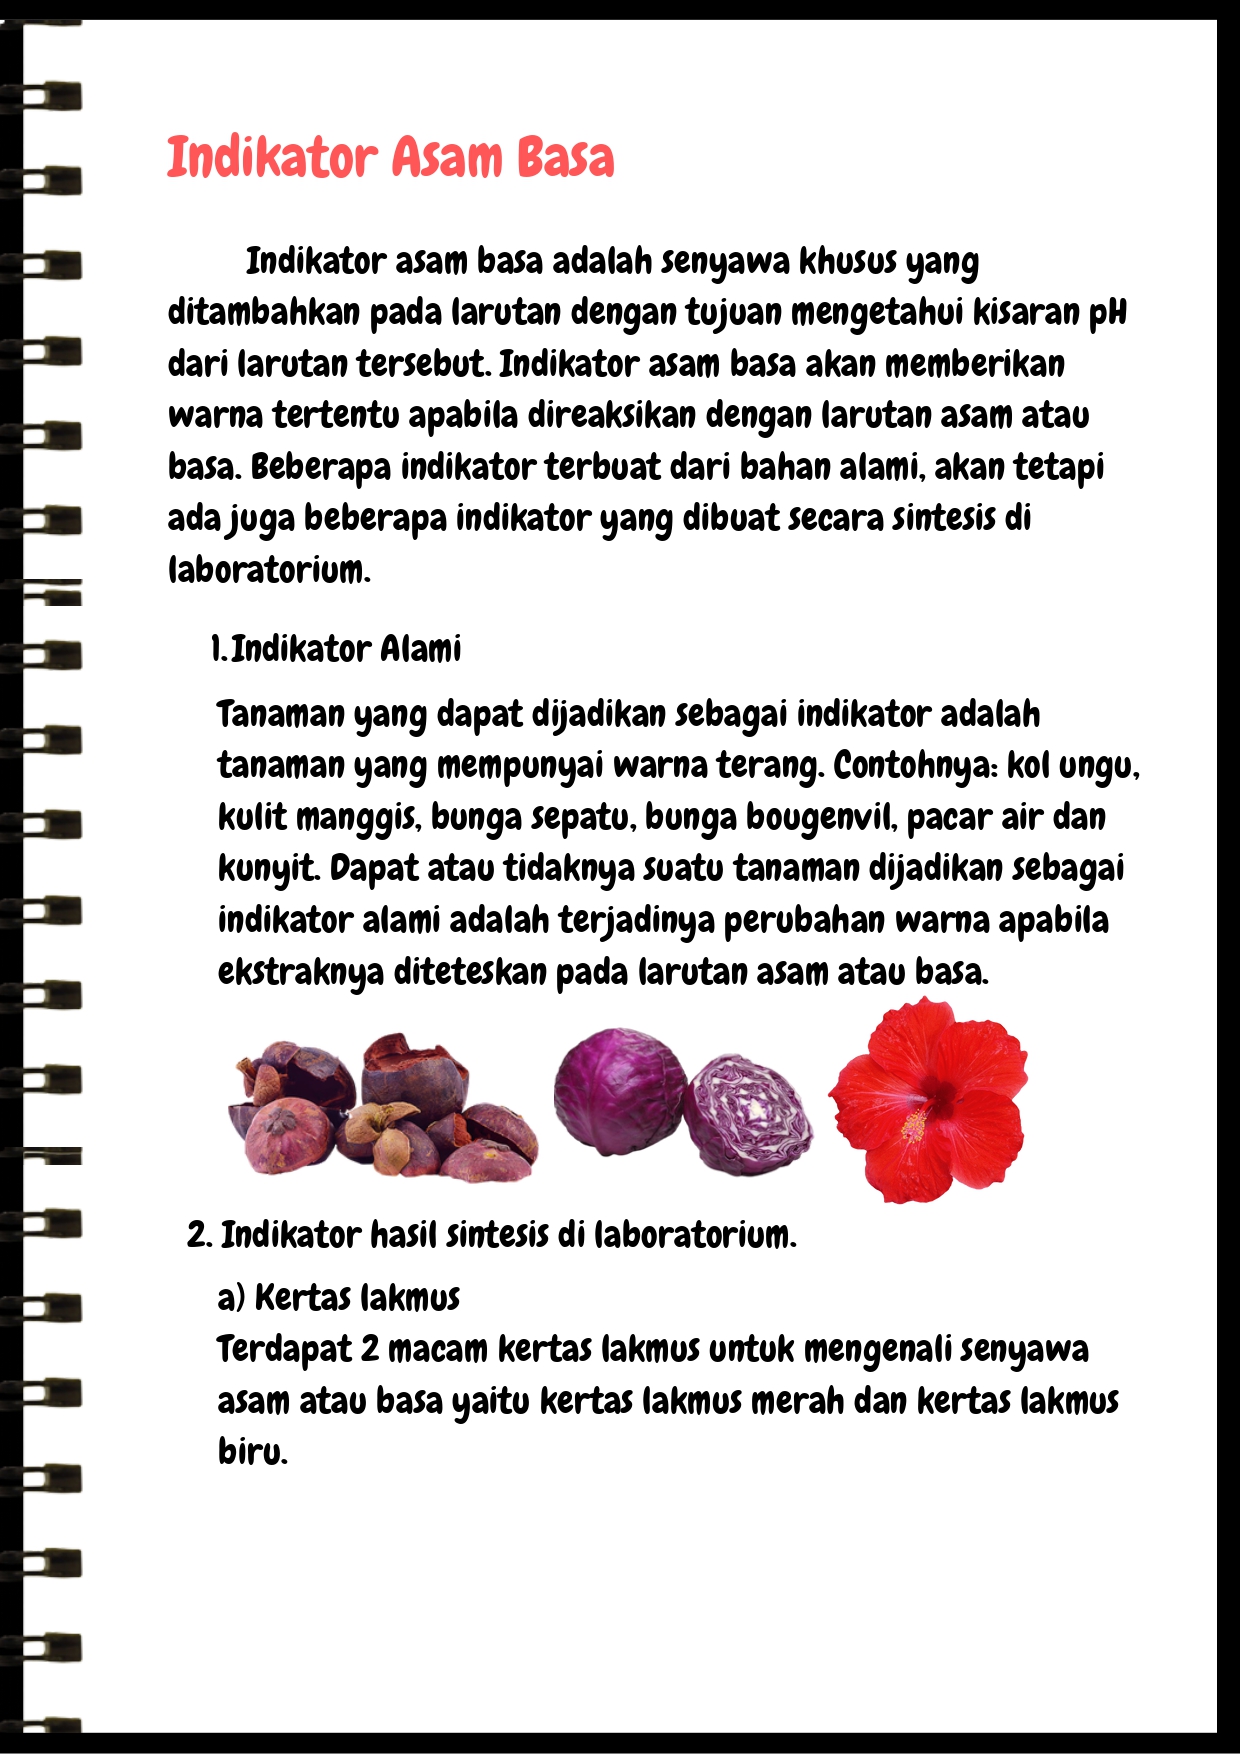 Indikator Asam Basa
Indikator asam basa adalah senyawa khusus yang
ditambahkan pada larutan dengan tujuan mengetahui kisaran pH
dari larutan tersebut. Indikator asam basa akan memberikan
warna tertentu apabila direaksikan dengan larutan asam atau
basa. Beberapa indikator terbuat dari bahan alami, akan tetapi
ada juga beberapa indikator yang dibuat secara sintesis di
laboratorium.
1. Indikator Alami
Tanaman yang dapat dijadikan sebagai indikator adalah
tanaman yang mempunyai warna terang. Contohnya: kol ungu,
kulit manggis, bunga sepatu, bunga bougenvil, pacar air dan
kunyit. Dapat atau tidaknya suatu tanaman dijadikan sebagai
indikator alami adalah terjadinya perubahan warna apabila
ekstraknya diteteskan pada larutan asam atau basa.
2. Indikator hasil sintesis di laboratorium.
a) Kertas lakmus
Terdapat 2 macam kertas lakmus untuk mengenali senyawa
asam atau basa yaitu kertas lakmus merah dan kertas lakmus
biru.